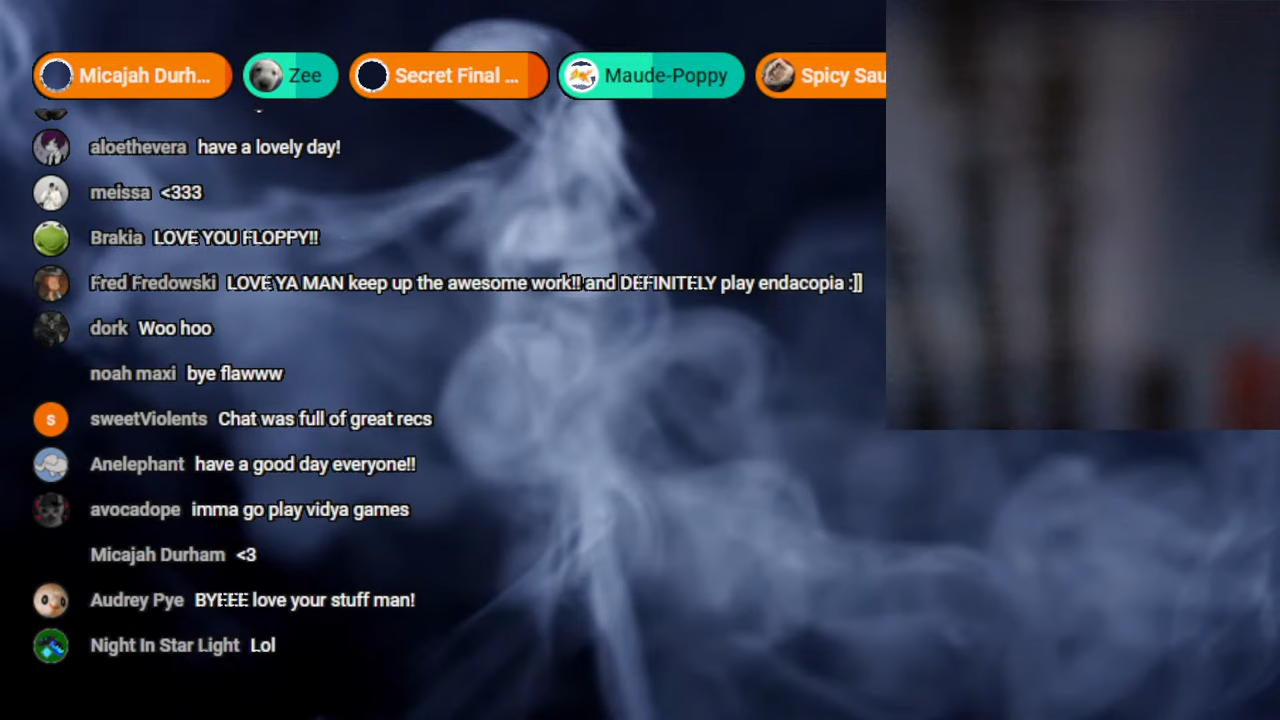 Micajah Durh... Zee Secret Final ... Maude-Poppy Spicy Sau
aloethevera have a lovely day!
meissa <333
Brakia LOVE YOU FLOPPY!!
Fred Fredowski LOVE YA MAN keep up the awesome work!! and DEFINITELY play endacopia :]]
dork Woo hoo
noah maxi bye flawww
S sweetViolents Chat was full of great recs
Anelephant have a good day everyone!!
avocadope imma go play vidya games
Micajah Durham <3
Audrey Pye BYEEE love your stuff man!
Night In Star Light Lol